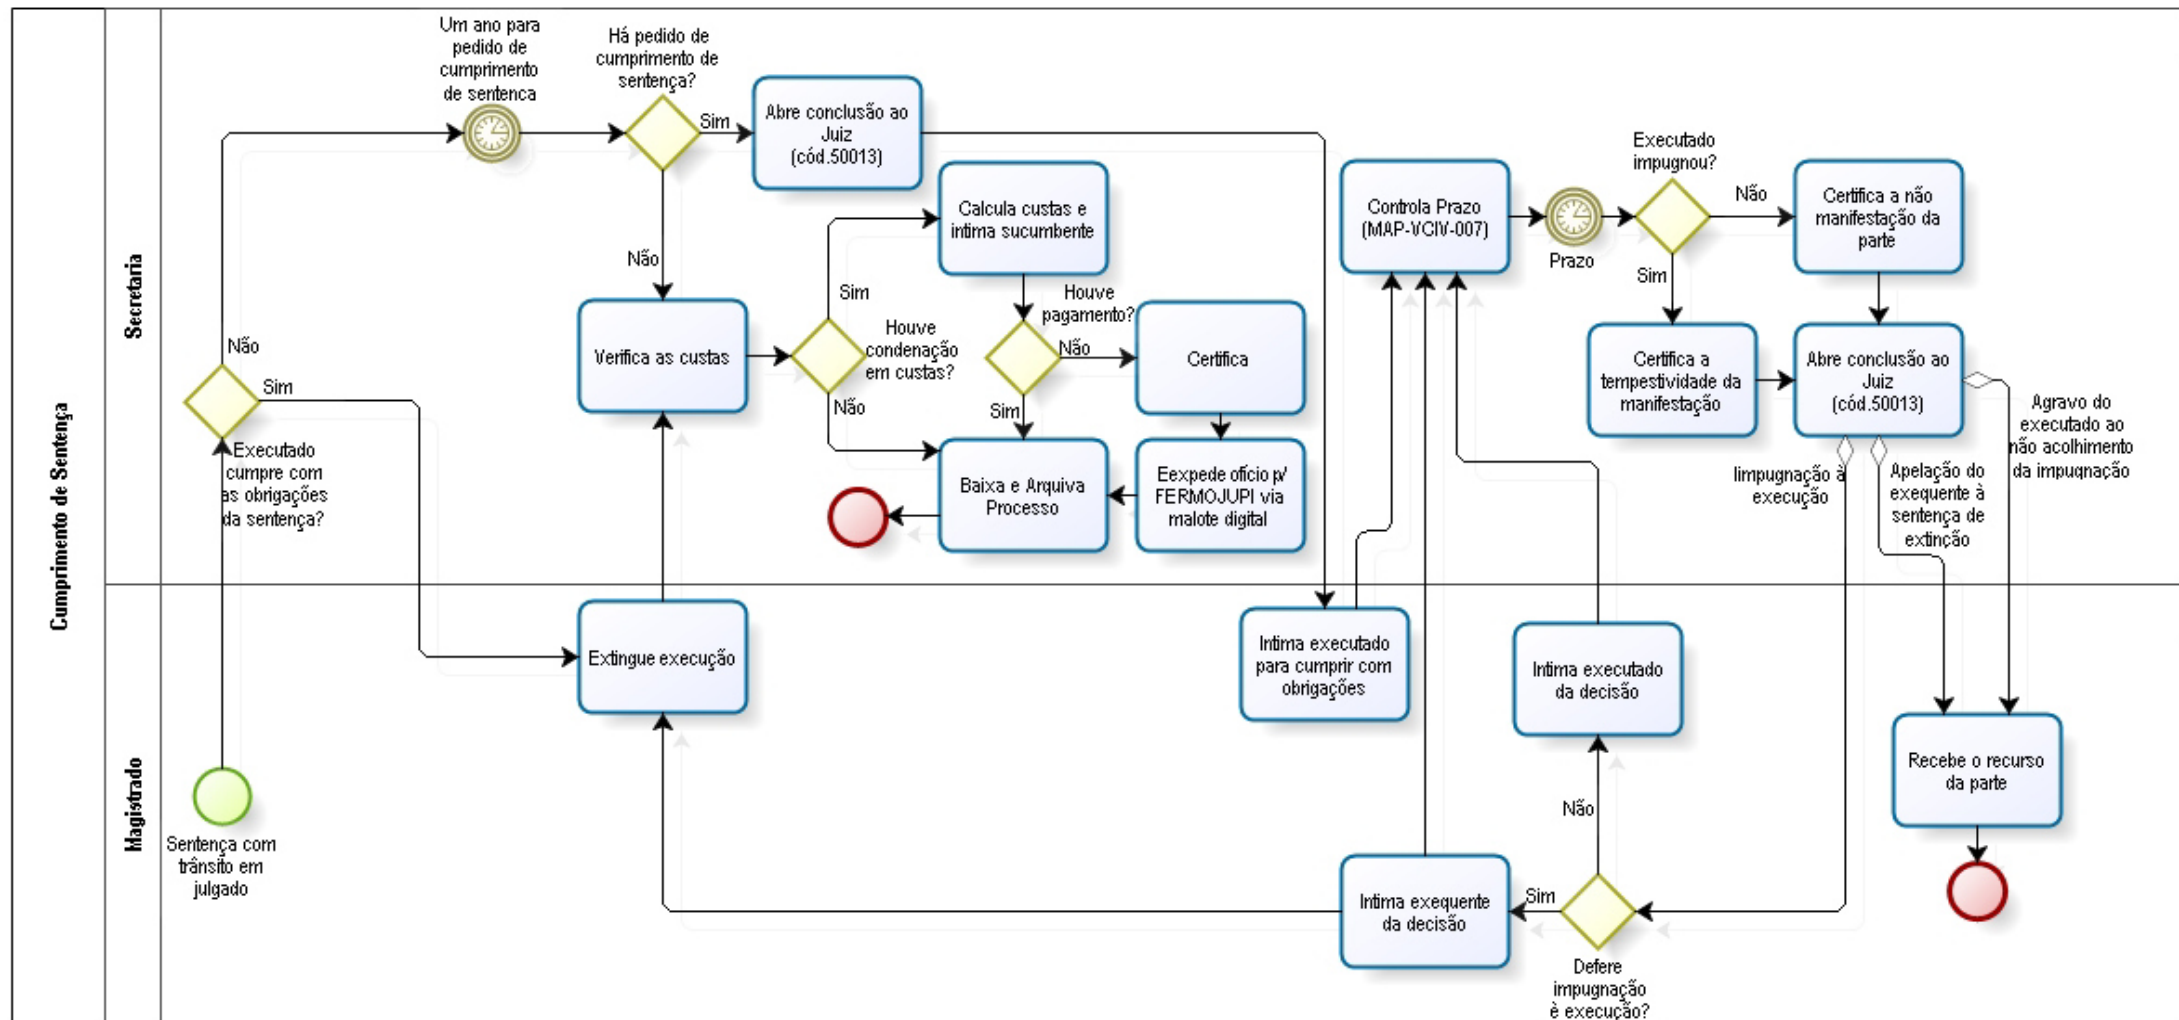 Cumprimento de Sentença
Secretaria
Magistrado
Um ano para
pedido de
cumprimento
de sentenca
Há pedido de
cumprimento de
sentença?
Sim
Abre conclusão ao
Juiz
(cód.50013)
Não
Calcula custas e
intima sucumbente
Controla Prazo
(MAP-VCIV-007)
Prazo
Executado
impugnou?
Não
Certifica a não
manifestação da
parte
Sim
Não
Sim
Executado
cumpre com
as obrigações
da sentença?
Verifica as custas
Sim
Houve
condenação
em custas?
Não
Houve
pagamento?
Não
Sim
Certifica
Certifica a
tempestividade da
manifestação
Abre conclusão ao
Juiz
(cód.50013)
Agravo do
executado ao
não acolhimento
da impugnação
Iimpugnação à
execução
Apelação do
exequente à
sentença de
extinção
Baixa e Arquiva
Processo
Eexpede ofício p/
FERMOJUPI via
malote digital
Extingue execução
Intima executado
para cumprir com
obrigações
Intima executado
da decisão
Recebe o recurso
da parte
Sentença com
trânsito em
julgado
Não
Intima exequente
da decisão
Sim
Defere
impugnação
è execução?